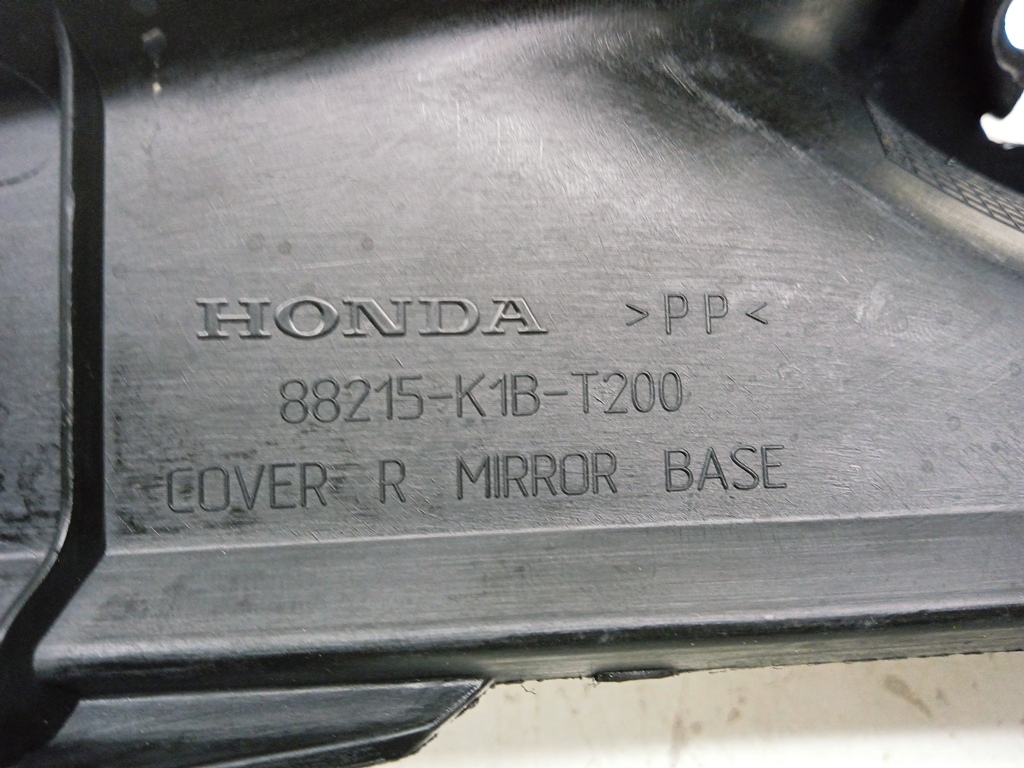 HONDA >PP<
88215-K1B-T200
COVER R MIRROR BASE